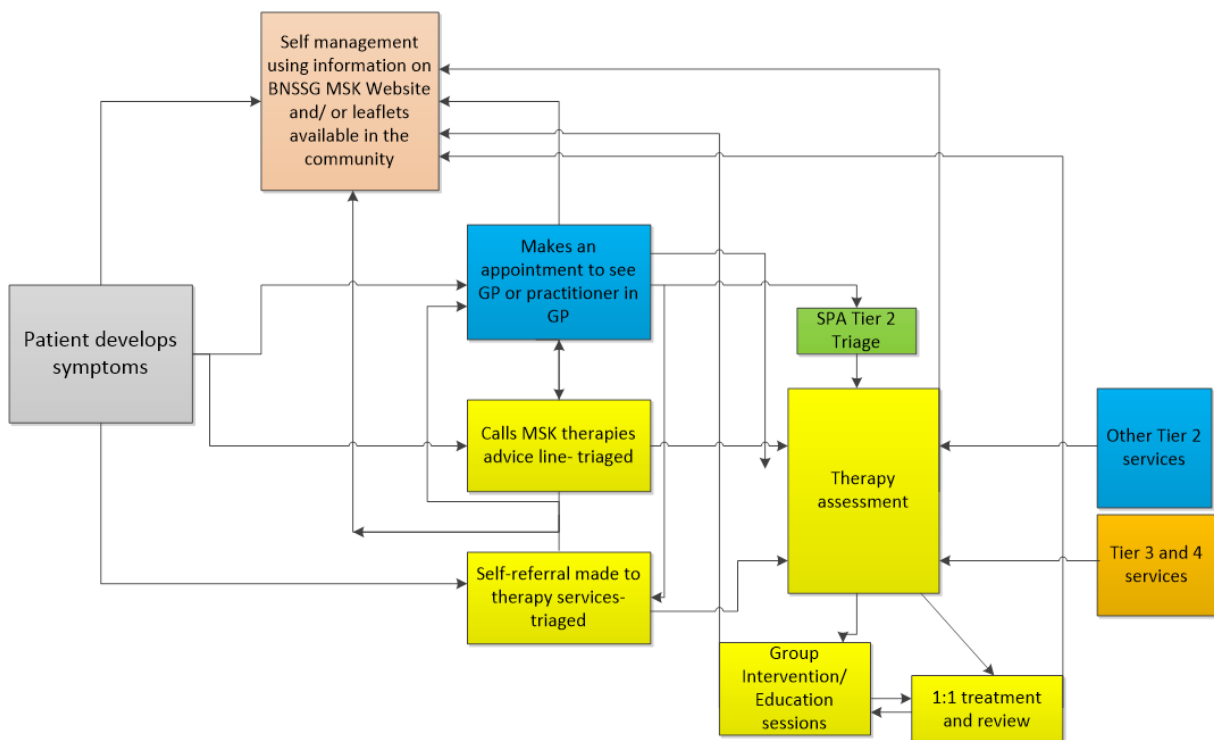 Self management
using information on
BNSSG MSK Website
and/ or leaflets
available in the
community
Makes an
appointment to see
GP or practitioner in
GP
Patient develops
symptoms
SPA Tier 2
Triage
Calls MSK therapies
advice line- triaged
Therapy
assessment
Other Tier 2
services
Tier 3 and 4
services
Self-referral made to
therapy services-
triaged
Group
Intervention/
Education
sessions
1:1 treatment
and review